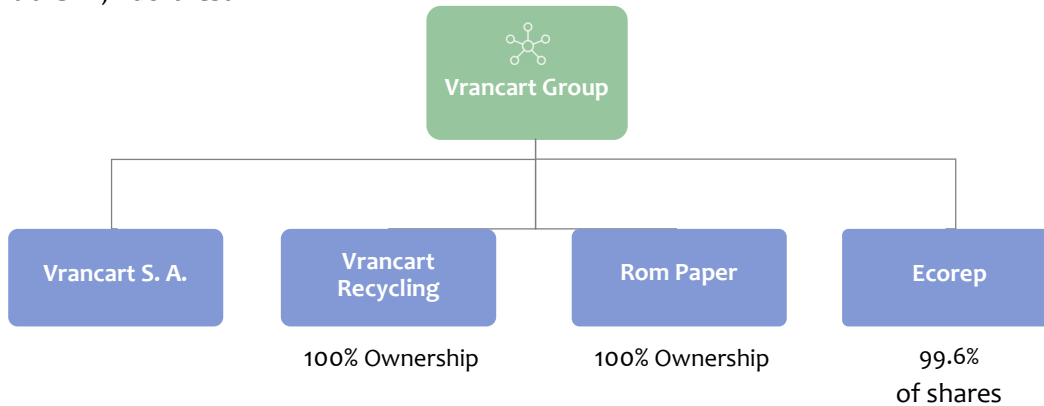 Vrancart Group
Vrancart S. A.
Vrancart
Recycling
Rom Paper
Ecorep
100% Ownership
100% Ownership
99.6%
of shares